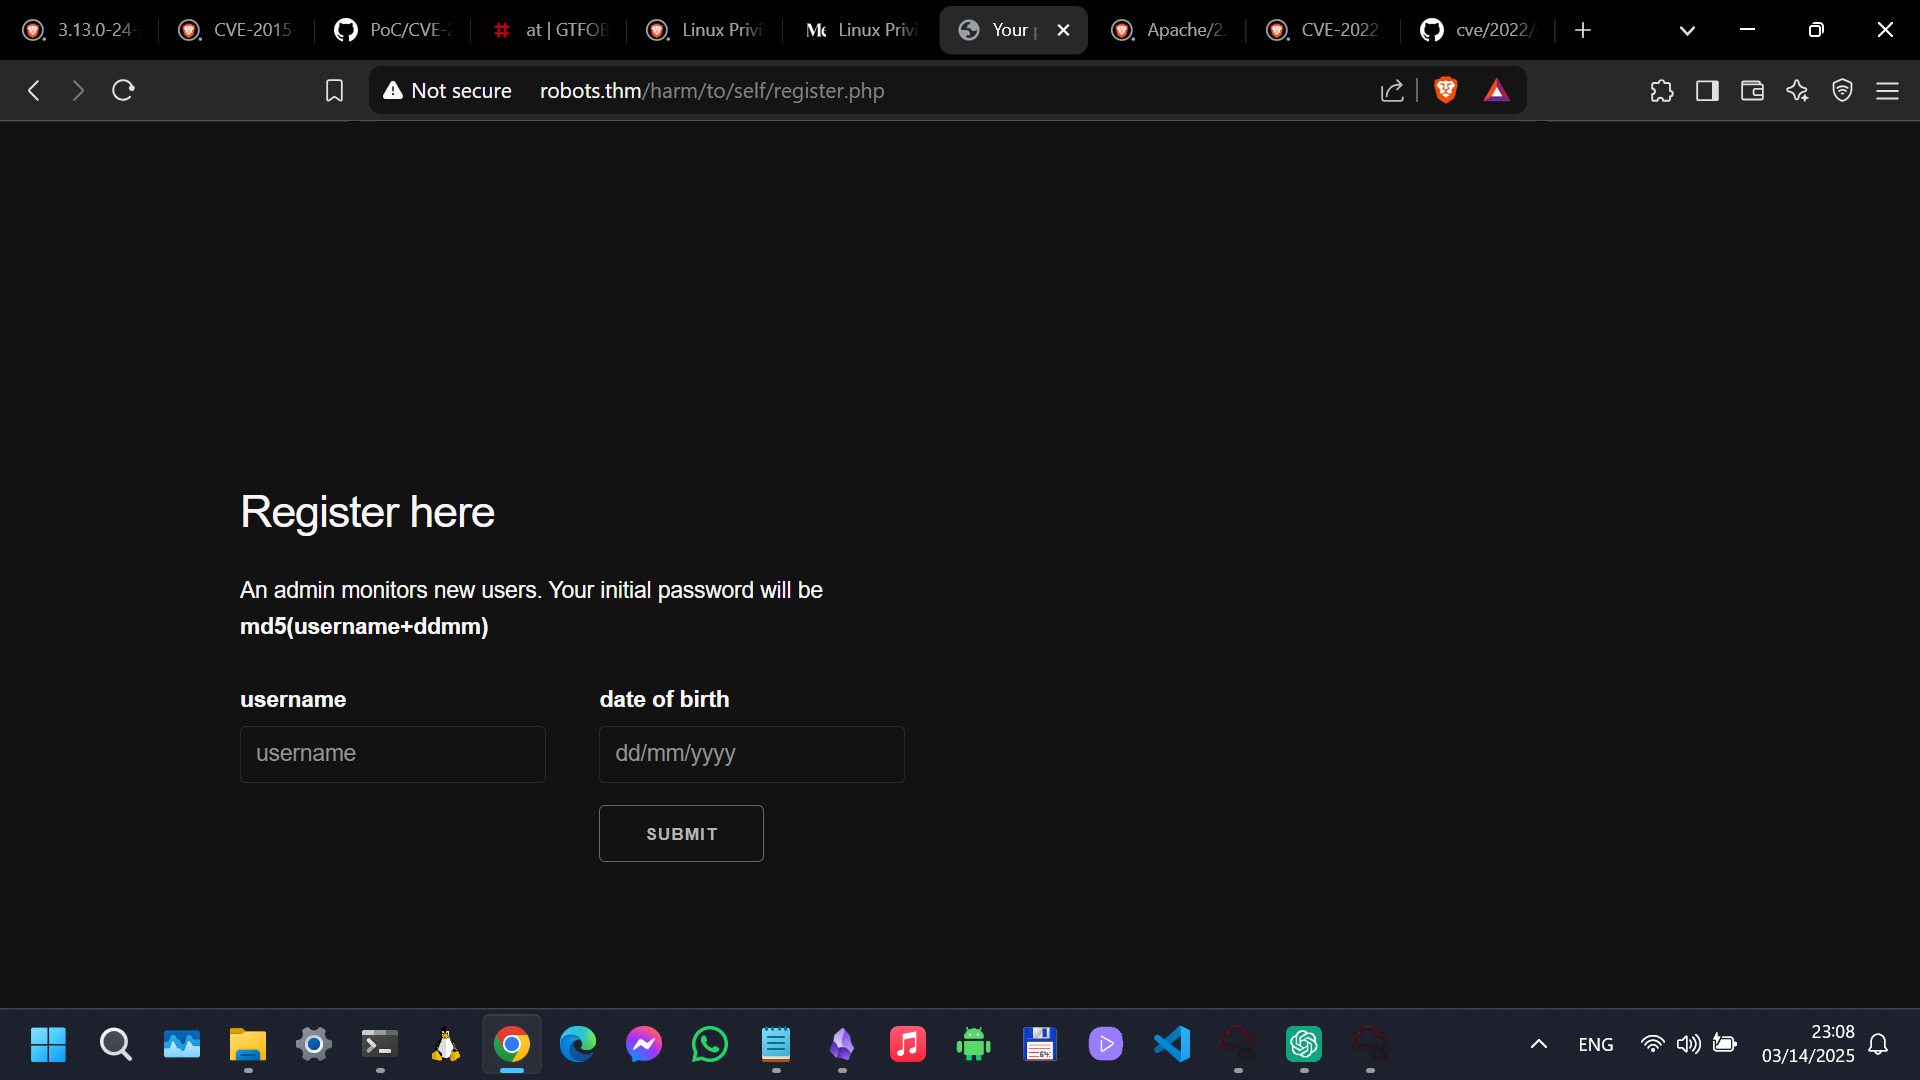 3.13.0-24-
CVE-2015-
PoC/CVE-2
at | GTFOB
Linux Privil
Linux Privi
Your p
Apache/2.
CVE-2022
cve/2022/
Not secure robots.thm/harm/to/self/register.php
Register here
An admin monitors new users. Your initial password will be
md5(username+ddmm)
username
date of birth
username
dd/mm/yyyy
SUBMIT
ENG
23:08
03/14/2025